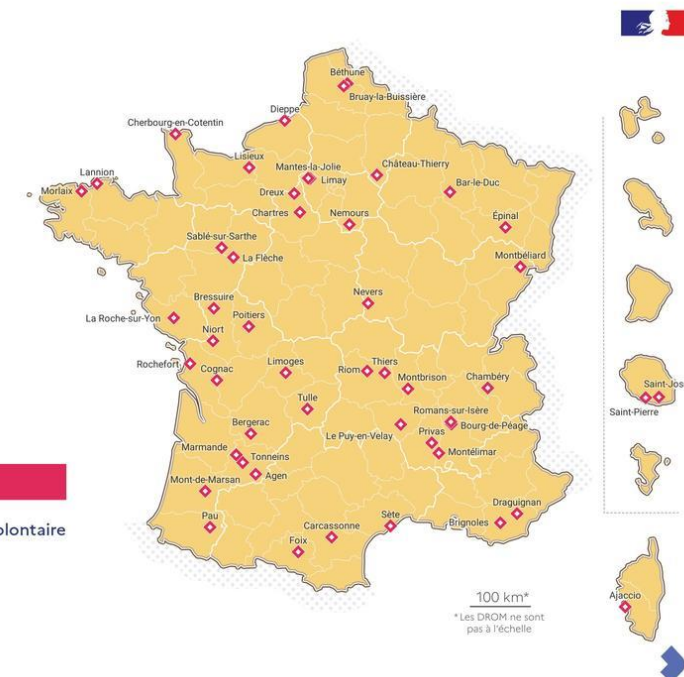 Béthune
Bruay-la-Buissière
Dieppe
Cherbourg-en-Cotentin
Lisieux
Mantes-la-Jolie
Limay
Château-Thierry
Lannion
Morlaix
Dreux
Bar-le-Duc
Chartres
Nemours
Épinal
Sablé-sur-Sarthe
La Flèche
Montbéliard
Bressuire
Nevers
La Roche-sur-Yon
Poitiers
Niort
Rochefort
Cognac
Limoges
Riom
Thiers
Montbrison
Chambéry
Saint-Jos
Saint-Pierre
Tulle
Romans-sur-Isère
Bourg-de-Péage
Bergerac
Le Puy-en-Velay
Privas
Montélimar
Marmande
Tonneins
Agen
Mont-de-Marsan
Draguignan
Brignoles
olontaire
Pau
Carcassonne
Sète
Foix
Ajaccio
100 km*
*Les DROM ne sont
pas à l'échelle